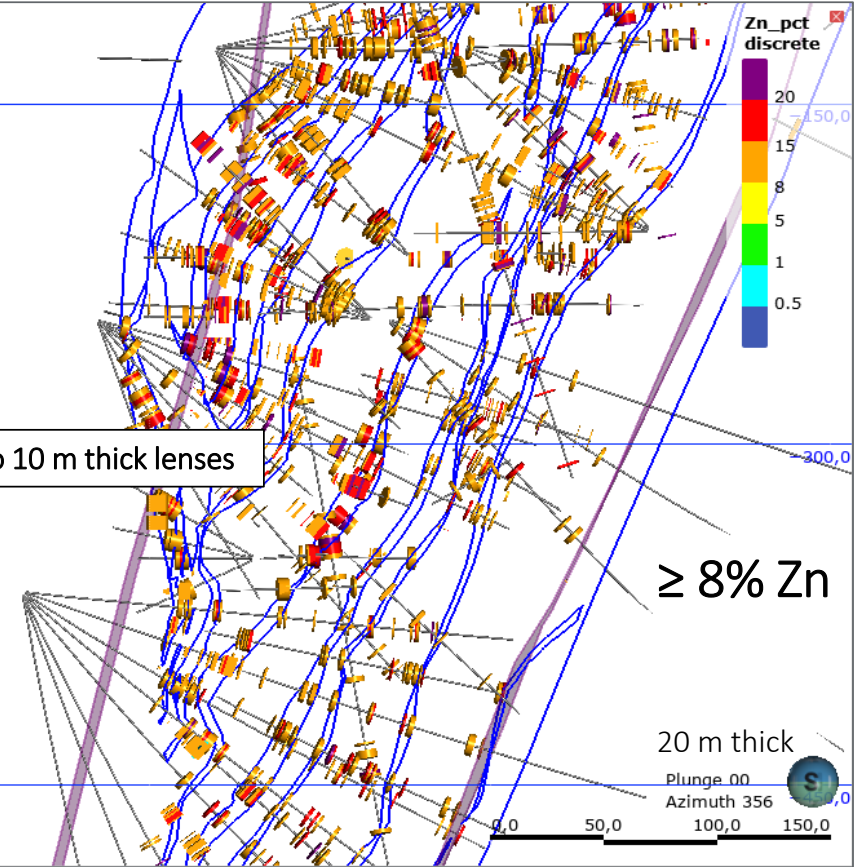 Zn_pct
discrete
20
15
8
5
1
0.5
−150,0
−300,0
10 m thick lenses
≥ 8% Zn
20 m thick
Plunge 00
Azimuth 356
S
0,0 50,0 100,0 150,0